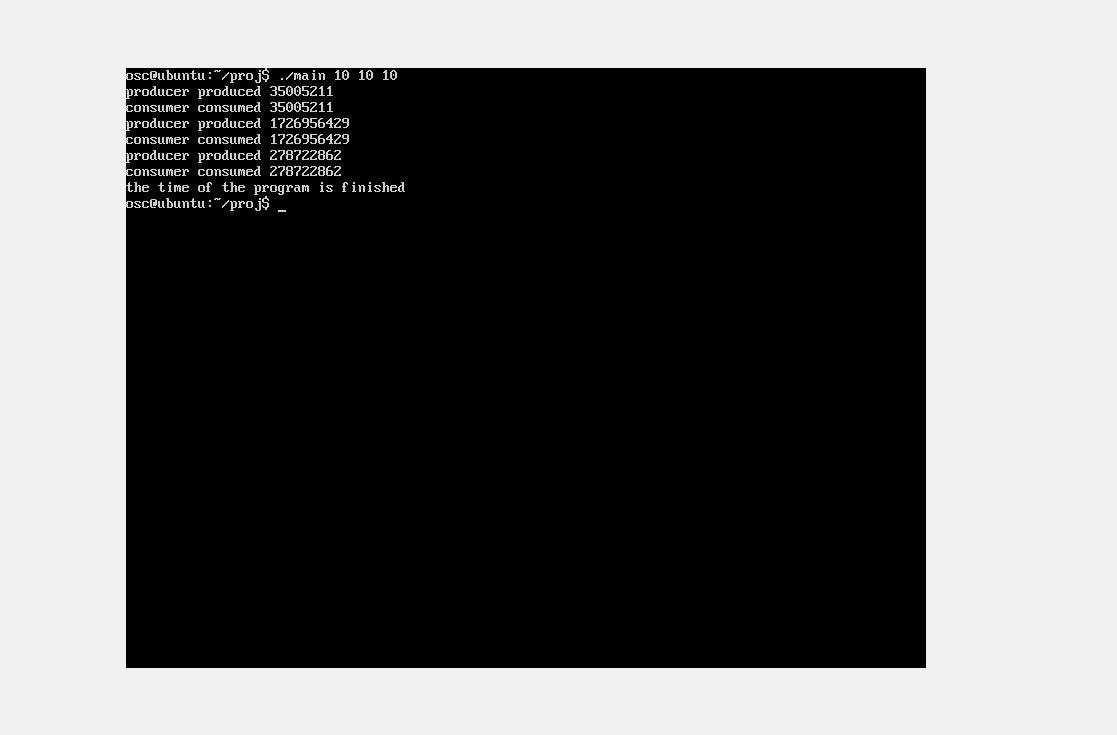 osc@ubuntu:~/proj$ ./main 10 10 10
producer produced 35005211
consumer consumed 35005211
producer produced 1726956429
consumer consumed 1726956429
producer produced 278722862
consumer consumed 278722862
the time of the program is finished
osc@ubuntu:~/proj$ _